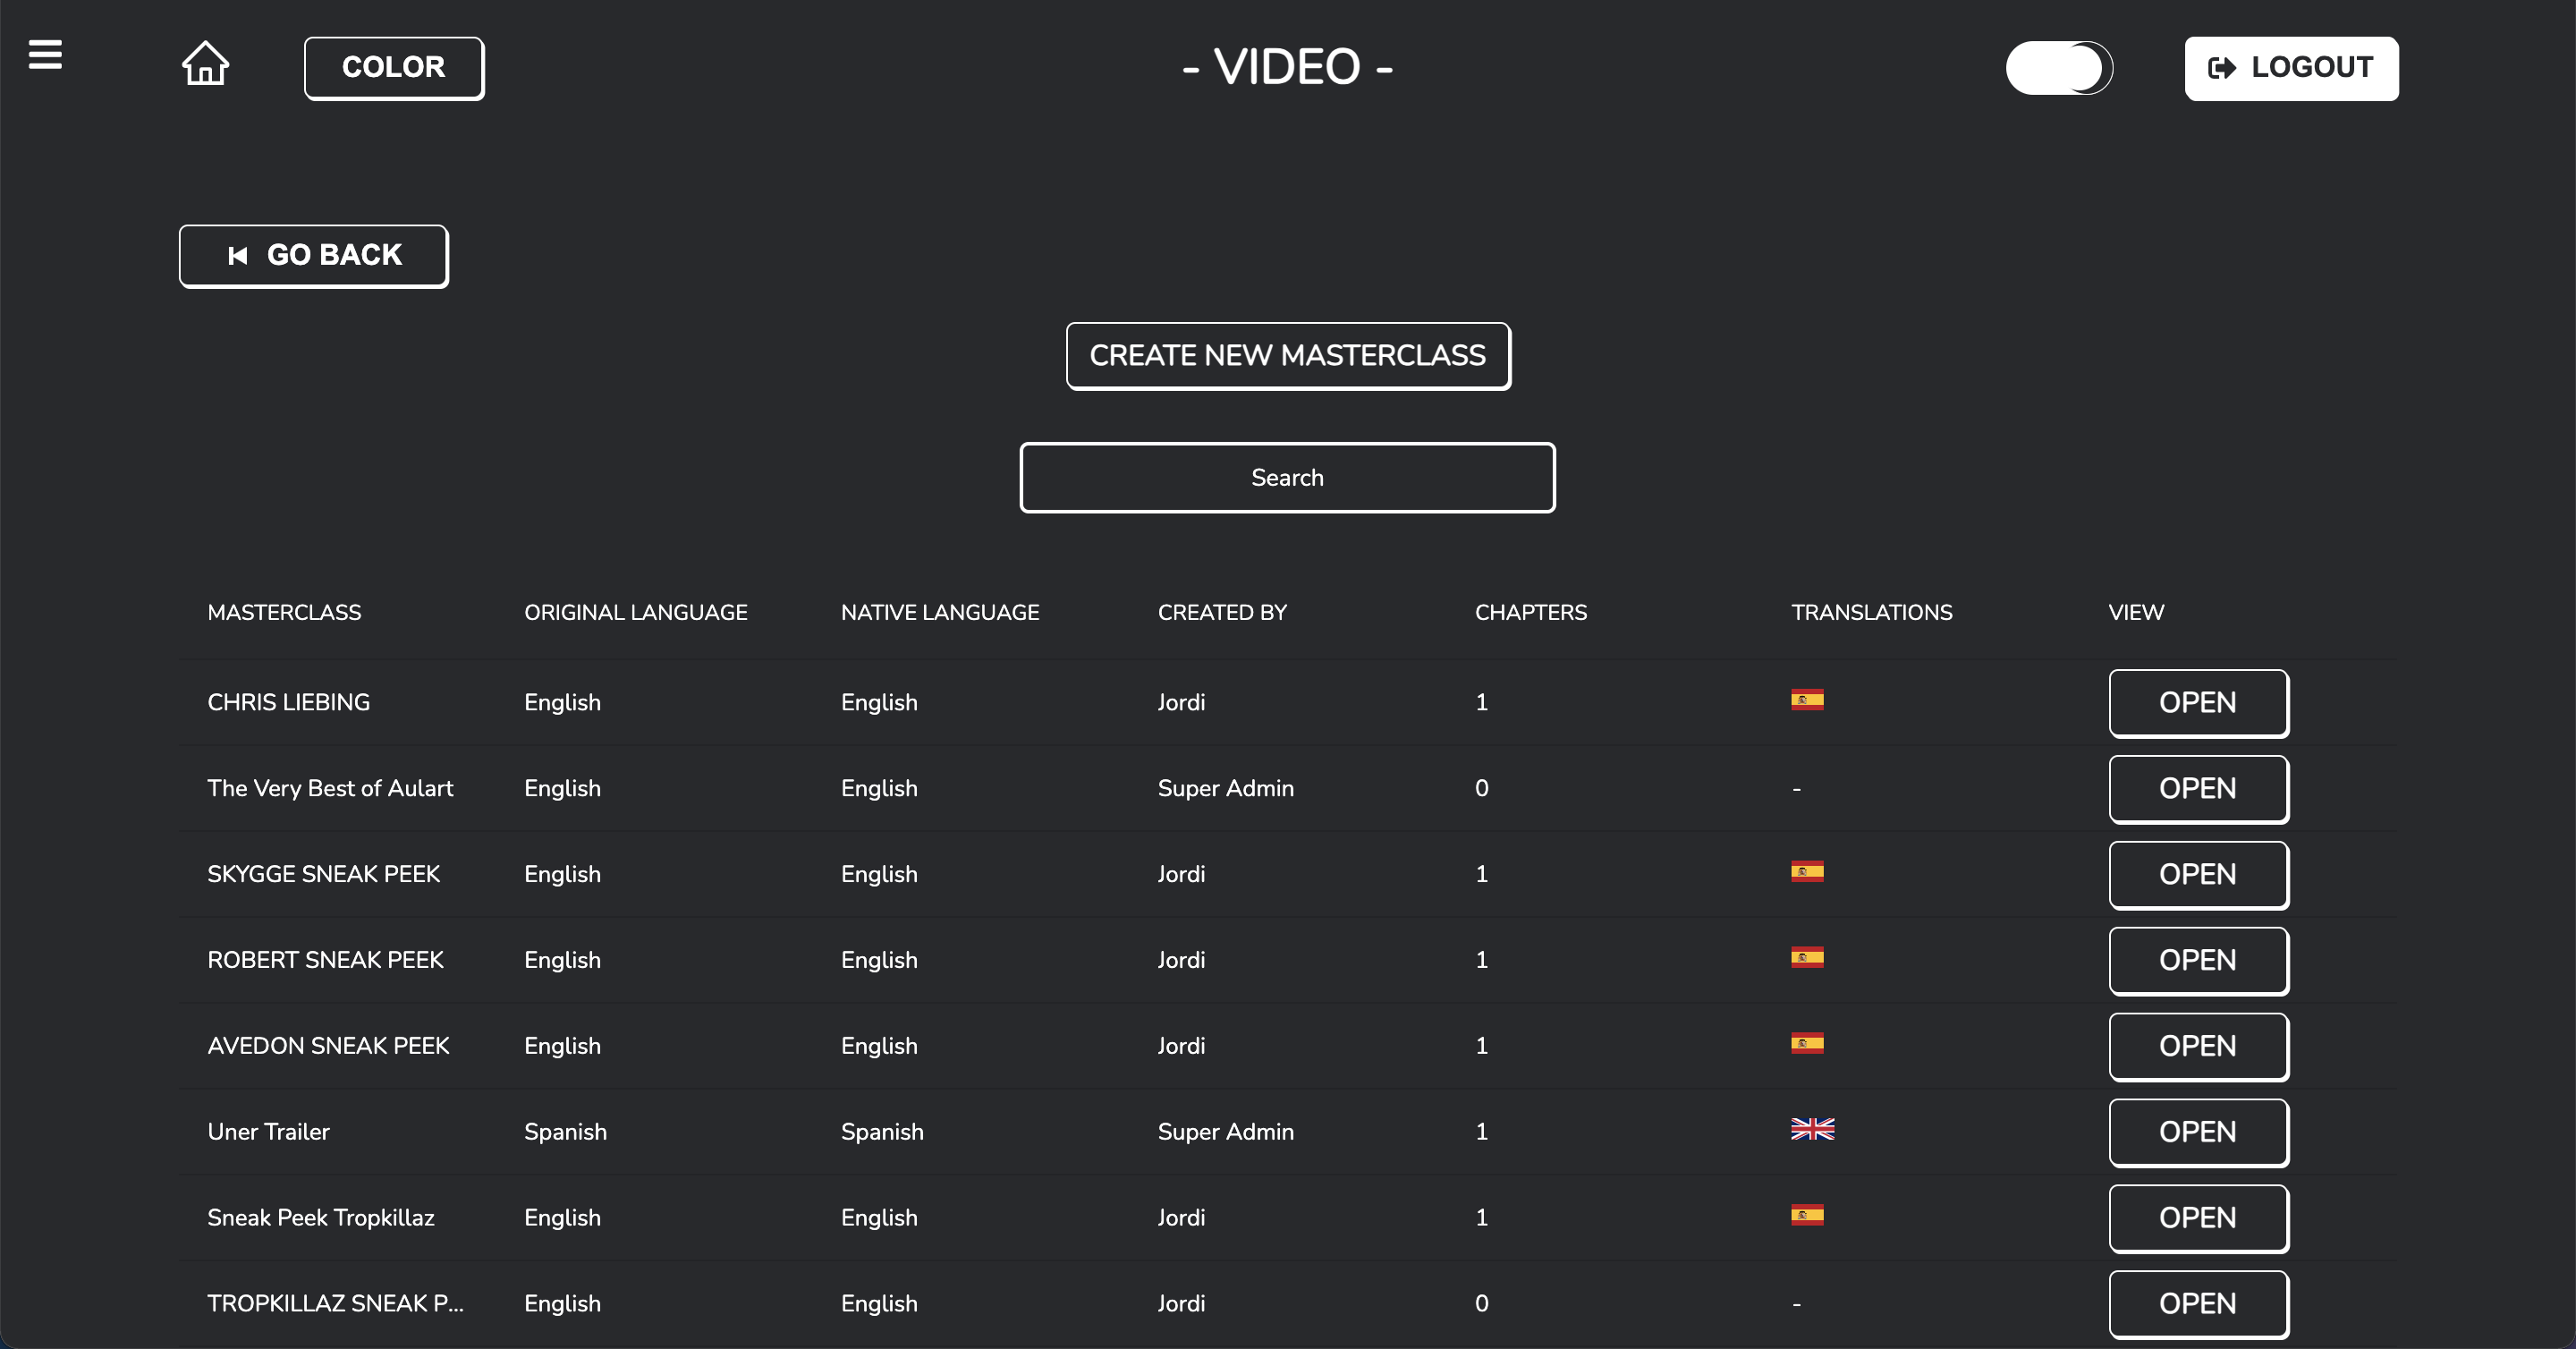 COLOR
- VIDEO -
LOGOUT
GO BACK
CREATE NEW MASTERCLASS
Search
MASTERCLASS ORIGINAL LANGUAGE NATIVE LANGUAGE CREATED BY CHAPTERS TRANSLATIONS VIEW
CHRIS LIEBING English English Jordi 1 OPEN
The Very Best of Aulart English English Super Admin 0 - OPEN
SKYGGE SNEAK PEEK English English Jordi 1 OPEN
ROBERT SNEAK PEEK English English Jordi 1 OPEN
AVEDON SNEAK PEEK English English Jordi 1 OPEN
Uner Trailer Spanish Spanish Super Admin 1 OPEN
Sneak Peek Tropkillaz English English Jordi 1 OPEN
TROPKILLAZ SNEAK P... English English Jordi 0 - OPEN